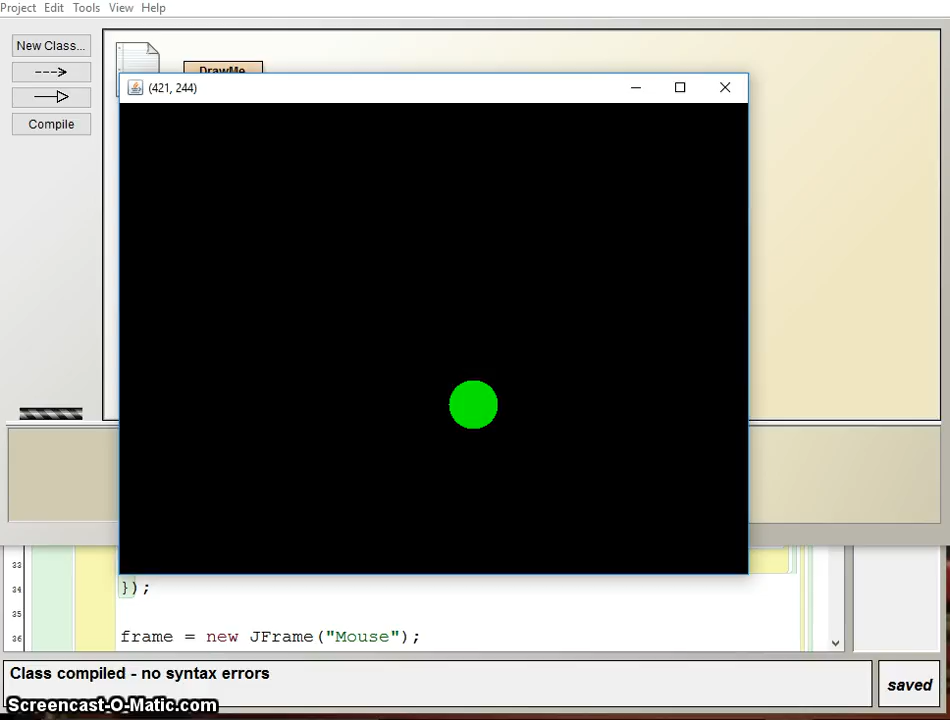 Project Edit Tools View Help
New Class...
DrawMe
(421, 244)
Compile
33
34
});
35
36
frame = new JFrame("Mouse");
Class compiled - no syntax errors
saved
Screencast-O-Matic.com